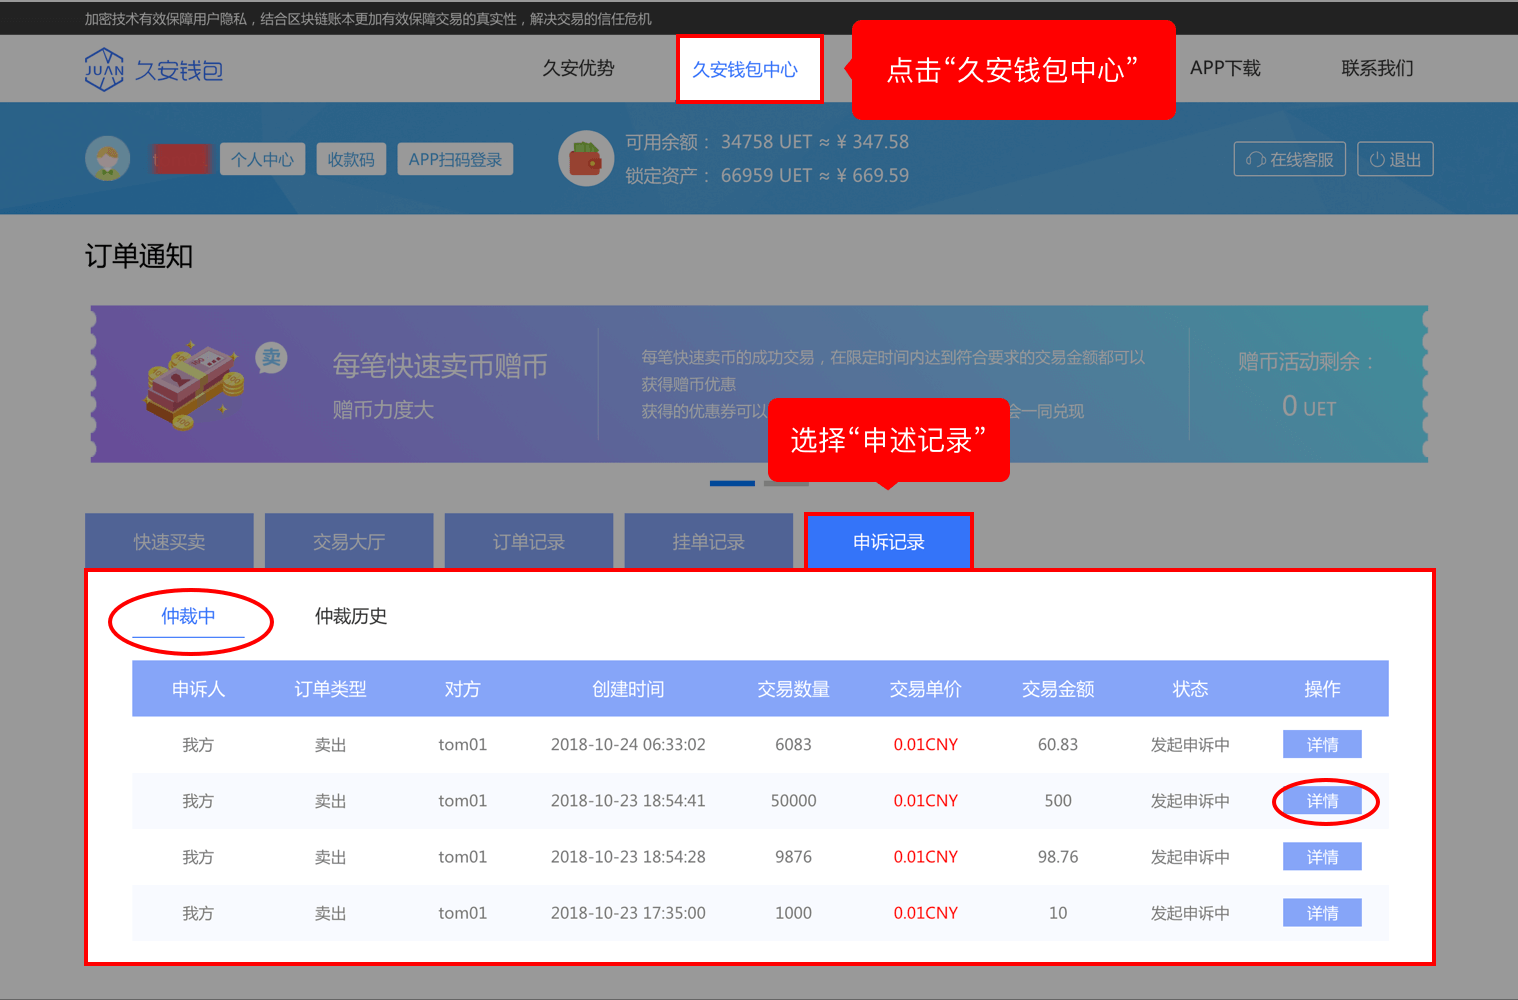 加密技术有效保障用户隐私，结合区块链账本更加有效保障交易的真实性，解决交易的信任危机
JUAN 久安钱包
久安优势
久安钱包中心
点击“久安钱包中心”
APP下载
联系我们
个人中心
收款码
APP扫码登录
可用余额： 34758 UET ≈ ¥ 347.58
锁定资产： 66959 UET ≈ ¥ 669.59
在线客服
退出
订单通知
卖
每笔快速卖币赠币
赠币力度大
每笔快速卖币的成功交易，在限定时间内达到符合要求的交易金额都可以
获得赠币优惠
获得的优惠券可以
会一同兑现
赠币活动剩余：
0 UET
选择“申述记录”
快速买卖
交易大厅
订单记录
挂单记录
申诉记录
仲裁中
仲裁历史
申诉人 订单类型 对方 创建时间 交易数量 交易单价 交易金额 状态 操作
我方 卖出 tom01 2018-10-24 06:33:02 6083 0.01CNY 60.83 发起申诉中 详情
我方 卖出 tom01 2018-10-23 18:54:41 50000 0.01CNY 500 发起申诉中 详情
我方 卖出 tom01 2018-10-23 18:54:28 9876 0.01CNY 98.76 发起申诉中 详情
我方 卖出 tom01 2018-10-23 17:35:00 1000 0.01CNY 10 发起申诉中 详情